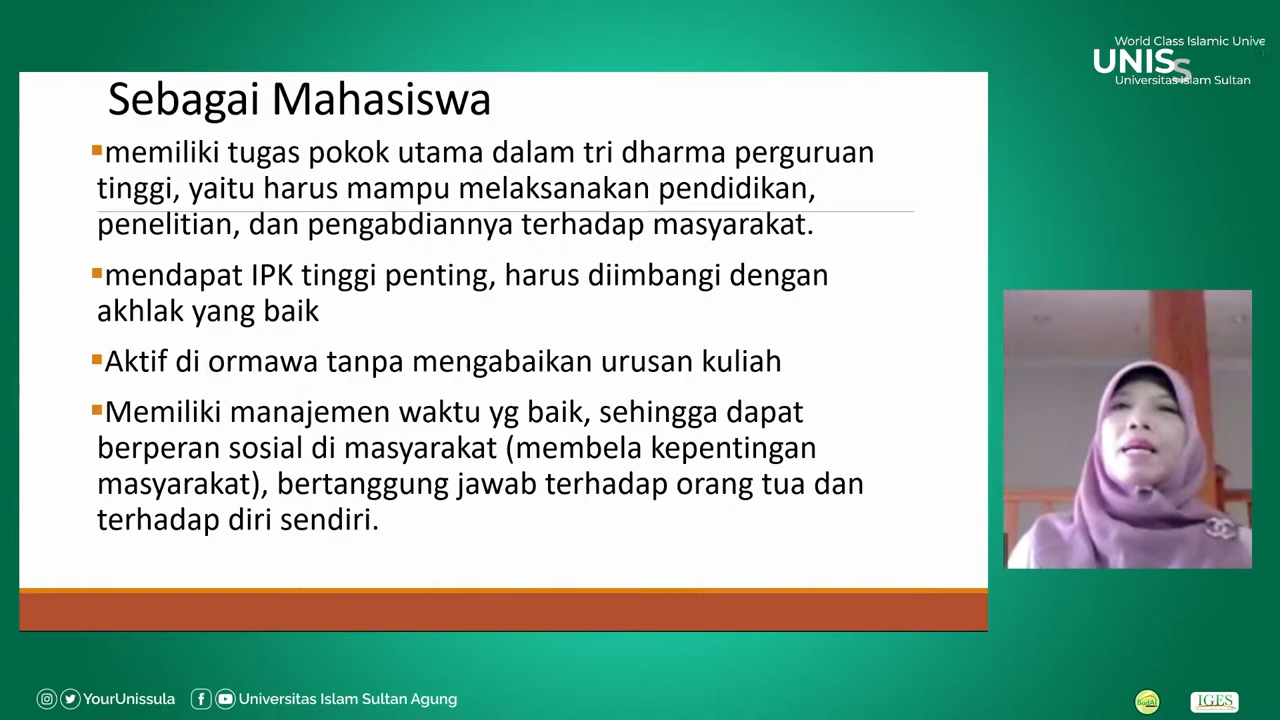 World Class Islamic Unive
UNISS
Universitas Islam Sultan
Sebagai Mahasiswa
▪memiliki tugas pokok utama dalam tri dharma perguruan
tinggi, yaitu harus mampu melaksanakan pendidikan,
penelitian, dan pengabdiannya terhadap masyarakat.
▪mendapat IPK tinggi penting, harus diimbangi dengan
akhlak yang baik
▪Aktif di ormawa tanpa mengabaikan urusan kuliah
▪Memiliki manajemen waktu yg baik, sehingga dapat
berperan sosial di masyarakat (membela kepentingan
masyarakat), bertanggung jawab terhadap orang tua dan
terhadap diri sendiri.
YourUnissula
Universitas Islam Sultan Agung
BudAI
IGES